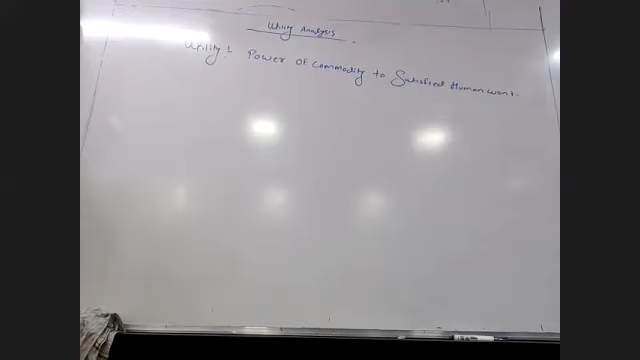 Utility Analysis
Utility :- Power of commodity to Satisfied Human want.